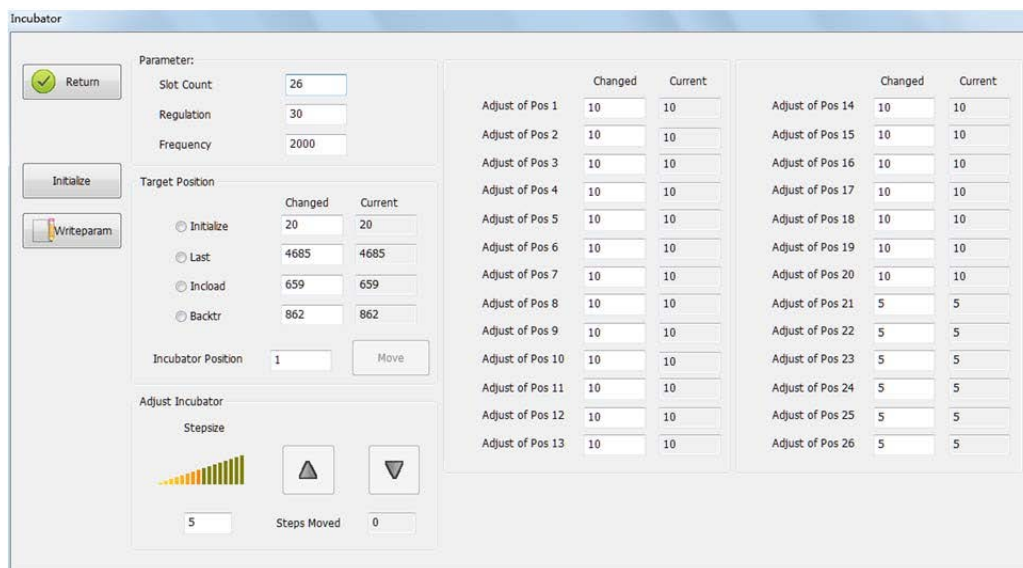 Incubator
Return
Initialize
Writeparam
Parameter:
Slot Count 26
Regulation 30
Frequency 2000
Target Position
Changed Current
Initialize 20 20
Last 4685 4685
Incload 659 659
Backtr 862 862
Incubator Position 1 Move
Adjust Incubator
Stepsize
5 Steps Moved 0
Changed Current
Adjust of Pos 1 10 10
Adjust of Pos 2 10 10
Adjust of Pos 3 10 10
Adjust of Pos 4 10 10
Adjust of Pos 5 10 10
Adjust of Pos 6 10 10
Adjust of Pos 7 10 10
Adjust of Pos 8 10 10
Adjust of Pos 9 10 10
Adjust of Pos 10 10 10
Adjust of Pos 11 10 10
Adjust of Pos 12 10 10
Adjust of Pos 13 10 10
Changed Current
Adjust of Pos 14 10 10
Adjust of Pos 15 10 10
Adjust of Pos 16 10 10
Adjust of Pos 17 10 10
Adjust of Pos 18 10 10
Adjust of Pos 19 10 10
Adjust of Pos 20 10 10
Adjust of Pos 21 5 5
Adjust of Pos 22 5 5
Adjust of Pos 23 5 5
Adjust of Pos 24 5 5
Adjust of Pos 25 5 5
Adjust of Pos 26 5 5